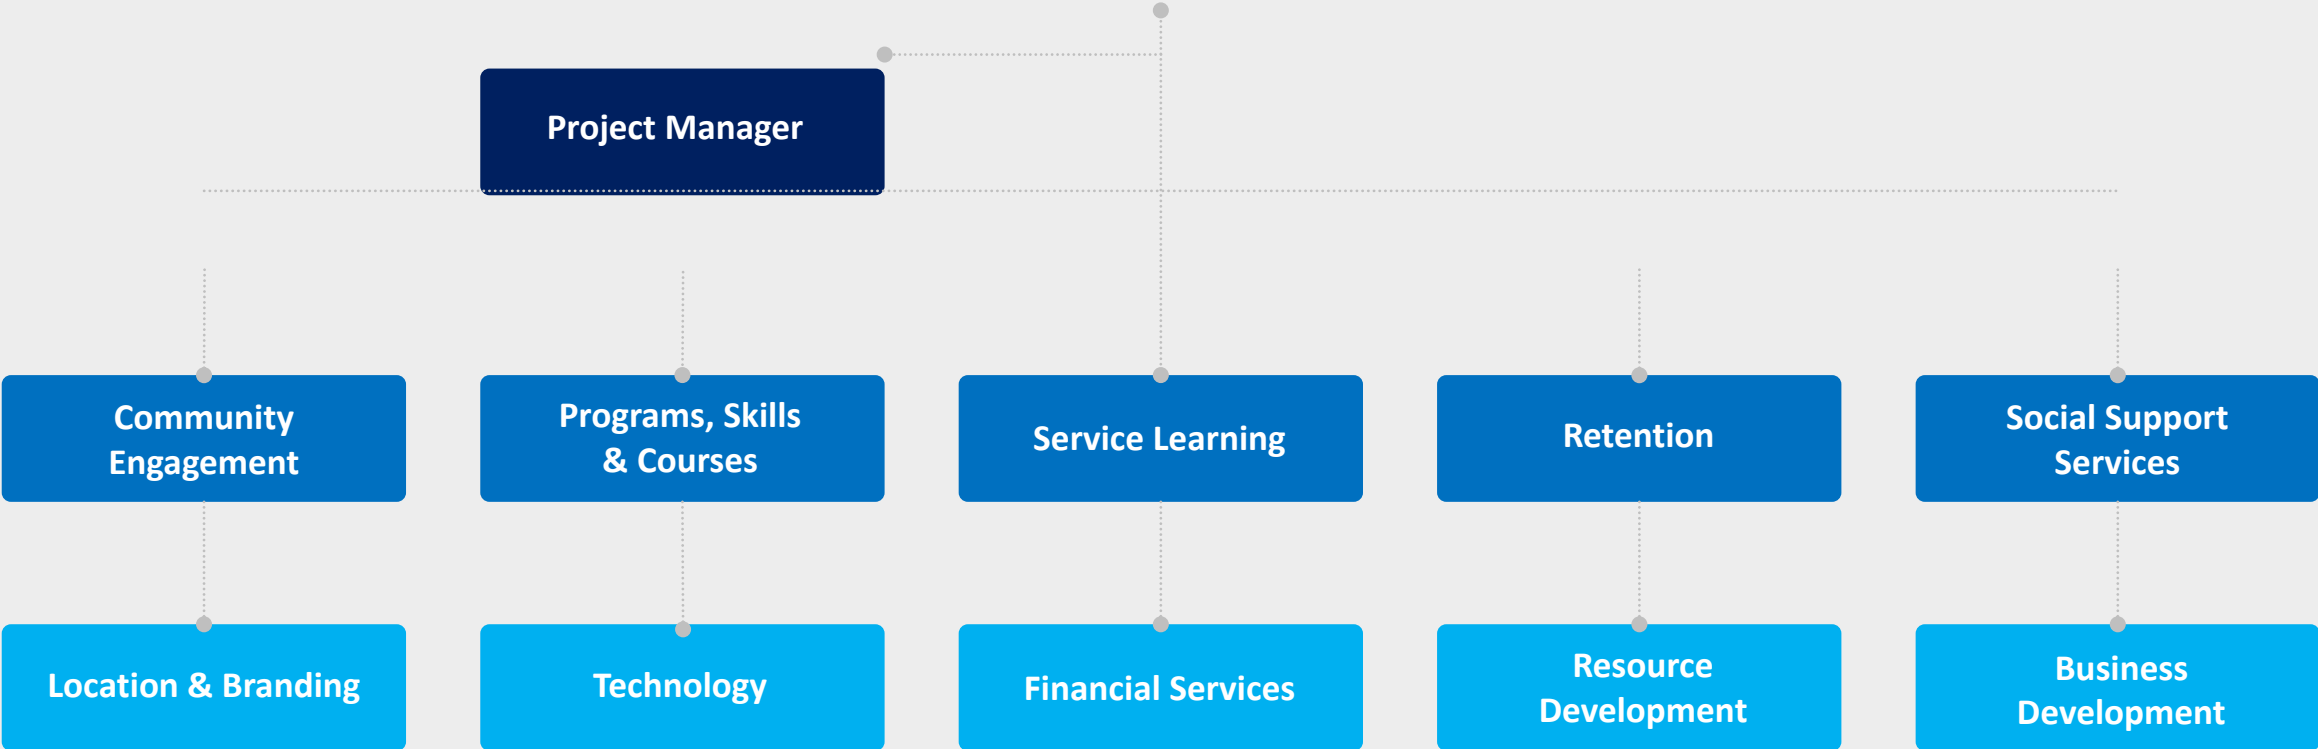 Project Manager
Community
Engagement
Programs, Skills
& Courses
Service Learning
Retention
Social Support
Services
Location & Branding
Technology
Financial Services
Resource
Development
Business
Development